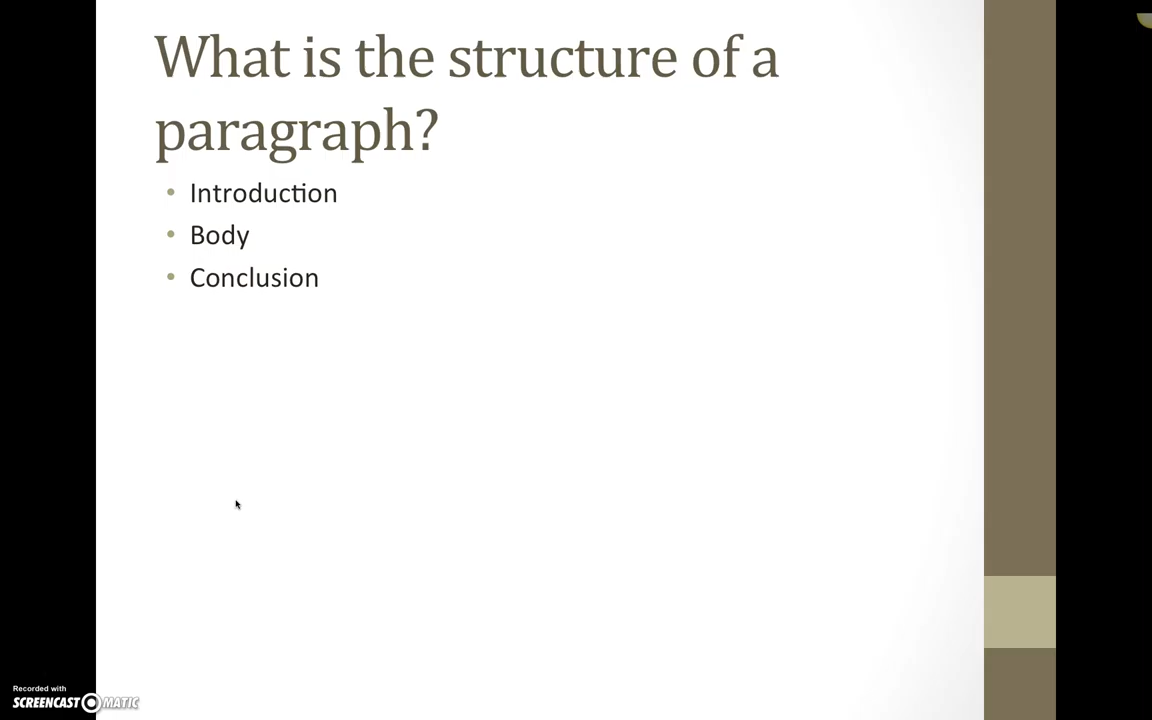 What is the structure of a
paragraph?
• Introduction
• Body
• Conclusion
Recorded with
SCREENCAST MATIC